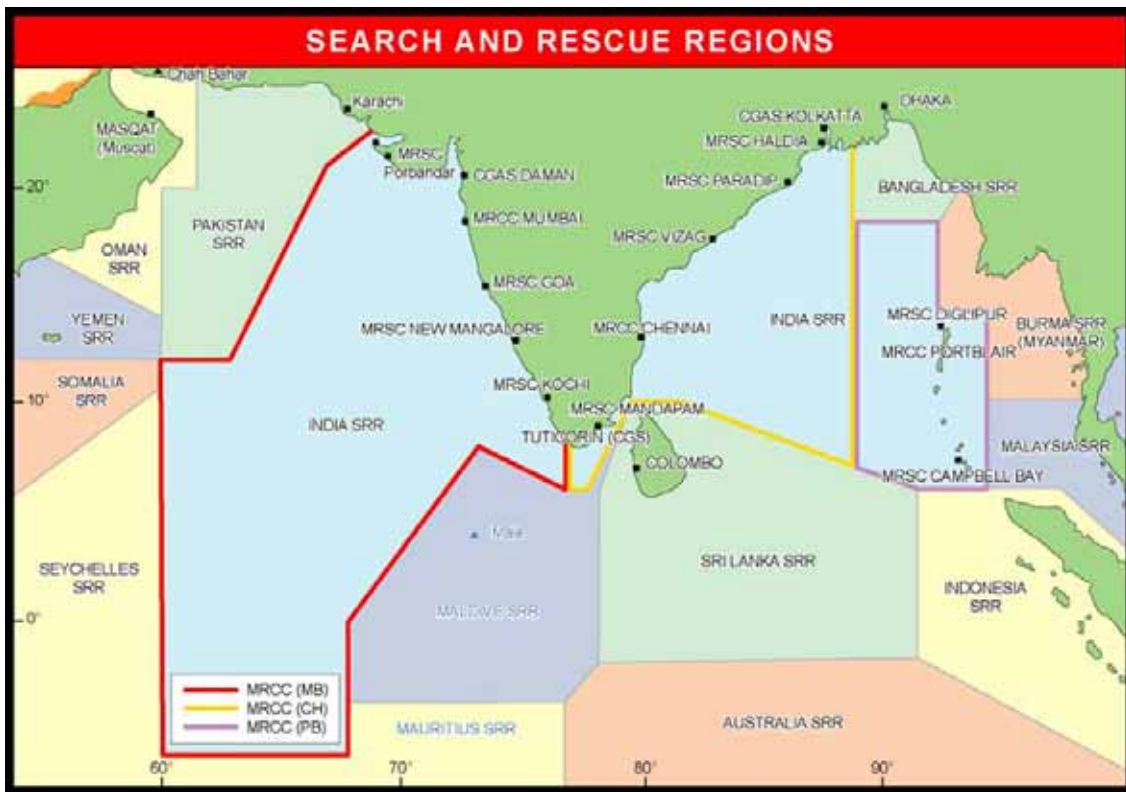 SEARCH AND RESCUE REGIONS
Chah Bahar
Karachi
DHAKA
CGAS KOLKATTA
MASQAT
(Muscat)
MRSC HALDIA
MRSC
Porbandar
CGAS DAMAN
MRSC PARADIP
BANGLADESH SRR
20°
PAKISTAN
SRR
MRCC MUMBAI
MRSC VIZAG
OMAN
SRR
MRSC GOA
YEMEN
SRR
MRSC NEW MANGALORE
MRCC CHENNAI
INDIA SRR
MRSC DIGLIPUR
MRCC PORTBLAIR
BURMA SRR
(MYANMAR)
SOMALIA
SRR
MRSC KOCHI
10°
MRSC MANDAPAM
INDIA SRR
TUTICORIN (CGS)
MALAYSIA SRR
COLOMBO
MRSC CAMPBELL BAY
Male
SEYCHELLES
SRR
SRI LANKA SRR
INDONESIA
SRR
MALDIVE SRR
0°
MRCC (MB)
MRCC (CH)
MRCC (PB)
MAURITIUS SRR
AUSTRALIA SRR
60°
70°
80°
90°